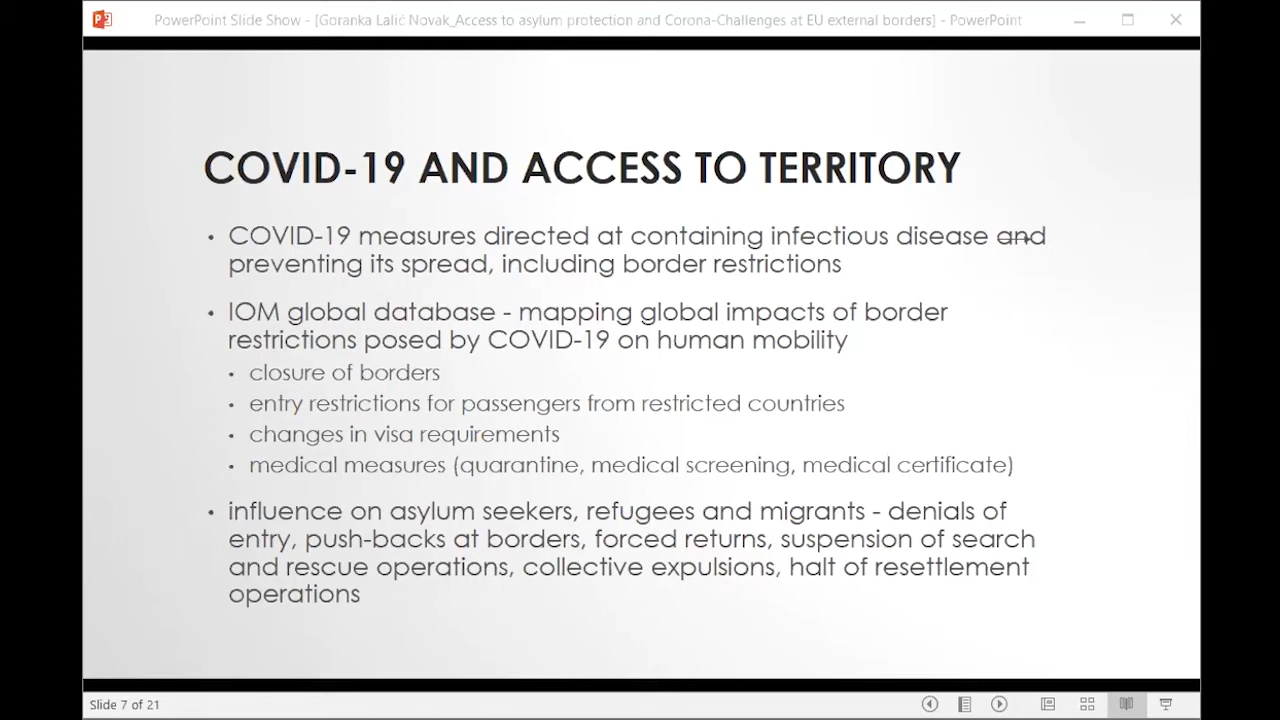 PowerPoint Slide Show - [Goranka Lalić Novak_Access to asylum protection and Corona-Challenges at EU external borders] - PowerPoint
COVID-19 AND ACCESS TO TERRITORY
• COVID-19 measures directed at containing infectious disease and
preventing its spread, including border restrictions
• IOM global database - mapping global impacts of border
restrictions posed by COVID-19 on human mobility
• closure of borders
• entry restrictions for passengers from restricted countries
• changes in visa requirements
• medical measures (quarantine, medical screening, medical certificate)
• influence on asylum seekers, refugees and migrants - denials of
entry, push-backs at borders, forced returns, suspension of search
and rescue operations, collective expulsions, halt of resettlement
operations
Slide 7 of 21